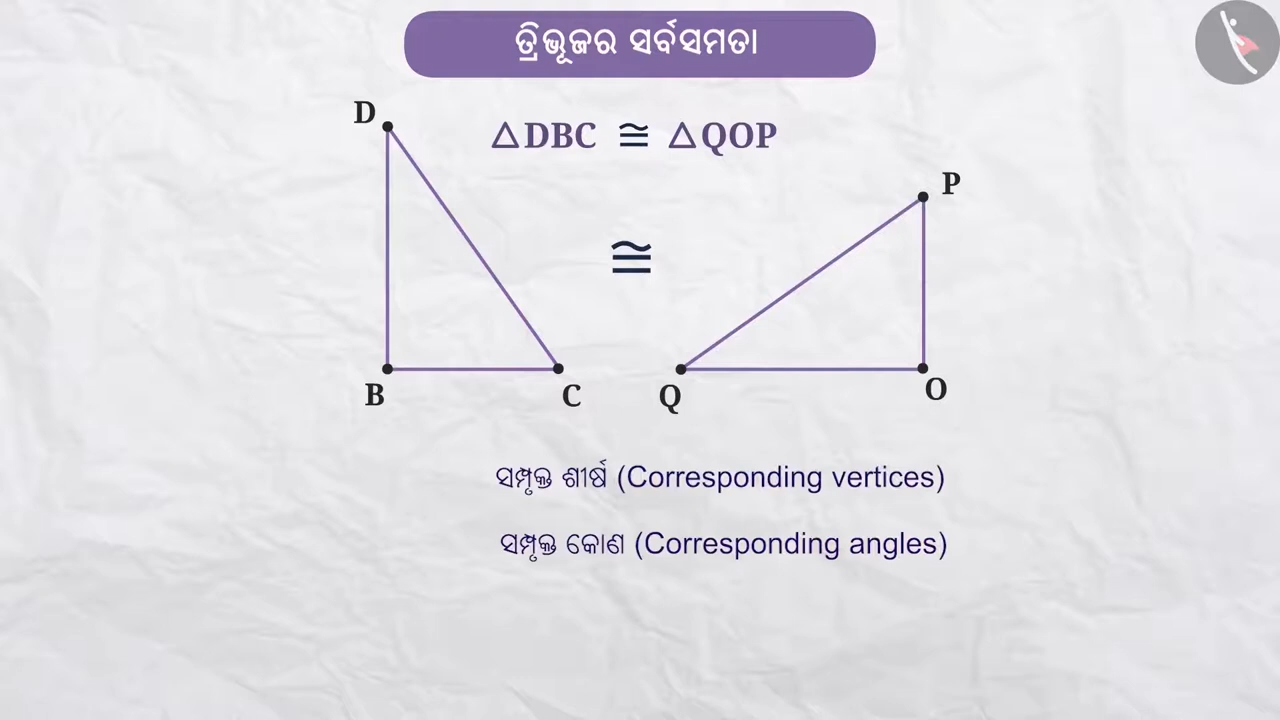 ତ୍ରିଭୂଜର ସର୍ବସମତା
D
△DBC ≅ △QOP
P
≅
B
C
Q
O
ସମ୍ପୃକ୍ତ ଶୀର୍ଷ (Corresponding vertices)
ସମ୍ପୃକ୍ତ କୋଣ (Corresponding angles)